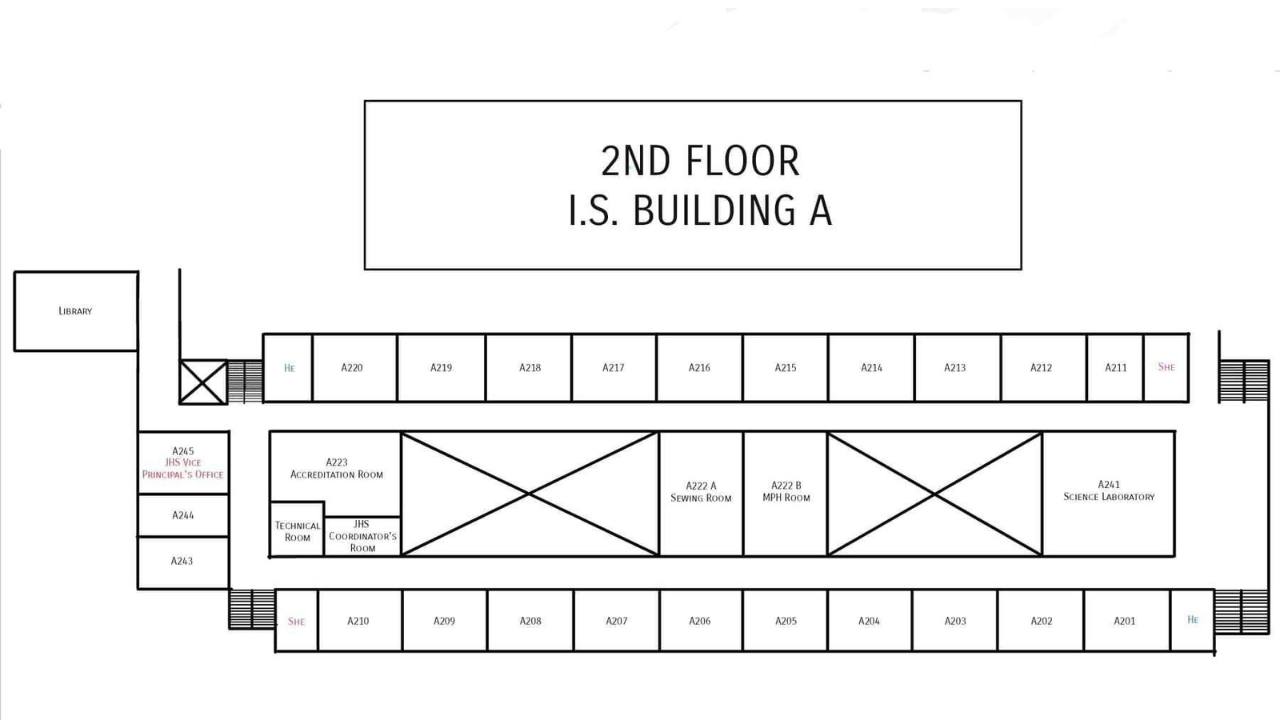 2ND FLOOR
I.S. BUILDING A
LIBRARY
HE
A220
A219
A218
A217
A216
A215
A214
A213
A212
A211
SHE
A245
JHS VICE
PRINCIPAL'S OFFICE
A244
A243
A223
ACCREDITATION ROOM
TECHNICAL
ROOM
JHS
COORDINATOR'S
ROOM
A222 A
SEWING ROOM
A222 B
MPH ROOM
A241
SCIENCE LABORATORY
SHE
A210
A209
A208
A207
A206
A205
A204
A203
A202
A201
HE